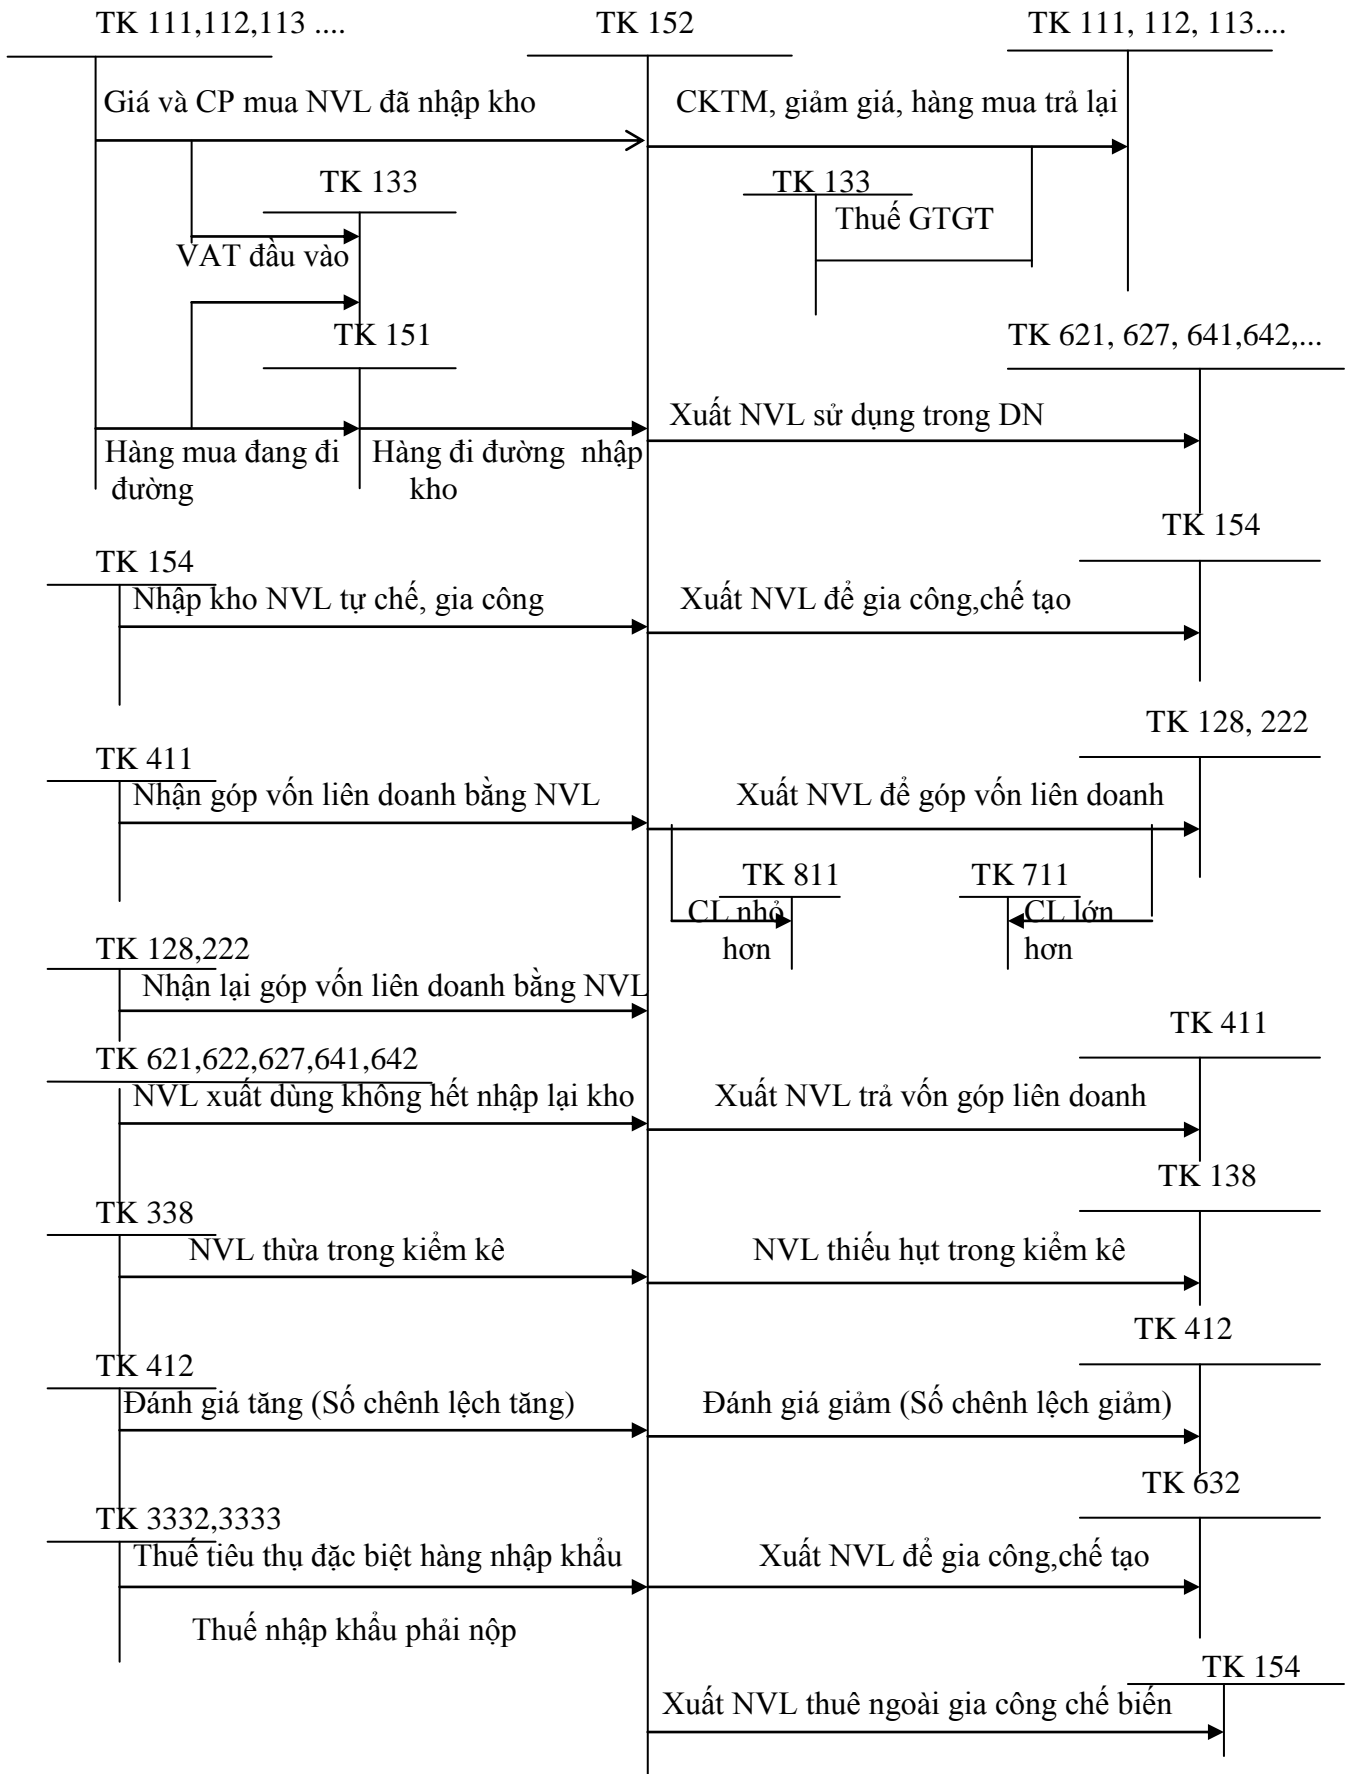 TK 111,112,113 ....
TK 152
TK 111, 112, 113....
Giá và CP mua NVL đã nhập kho
CKTM, giảm giá, hàng mua trả lại
TK 133
TK 133
Thuế GTGT
VAT đầu vào
TK 151
TK 621, 627, 641,642,...
Xuất NVL sử dụng trong DN
Hàng mua đang đi
đường
Hàng đi đường nhập
kho
TK 154
TK 154
Nhập kho NVL tự chế, gia công
Xuất NVL để gia công,chế tạo
TK 128, 222
TK 411
Nhận góp vốn liên doanh bằng NVL
Xuất NVL để góp vốn liên doanh
TK 811
TK 711
CL nhỏ
hơn
CL lớn
hơn
TK 128,222
Nhận lại góp vốn liên doanh bằng NVL
TK 411
TK 621,622,627,641,642
NVL xuất dùng không hết nhập lại kho
Xuất NVL trả vốn góp liên doanh
TK 138
TK 338
NVL thừa trong kiểm kê
NVL thiếu hụt trong kiểm kê
TK 412
TK 412
Đánh giá tăng (Số chênh lệch tăng)
Đánh giá giảm (Số chênh lệch giảm)
TK 632
TK 3332,3333
Thuế tiêu thụ đặc biệt hàng nhập khẩu
Xuất NVL để gia công,chế tạo
Thuế nhập khẩu phải nộp
TK 154
Xuất NVL thuê ngoài gia công chế biến